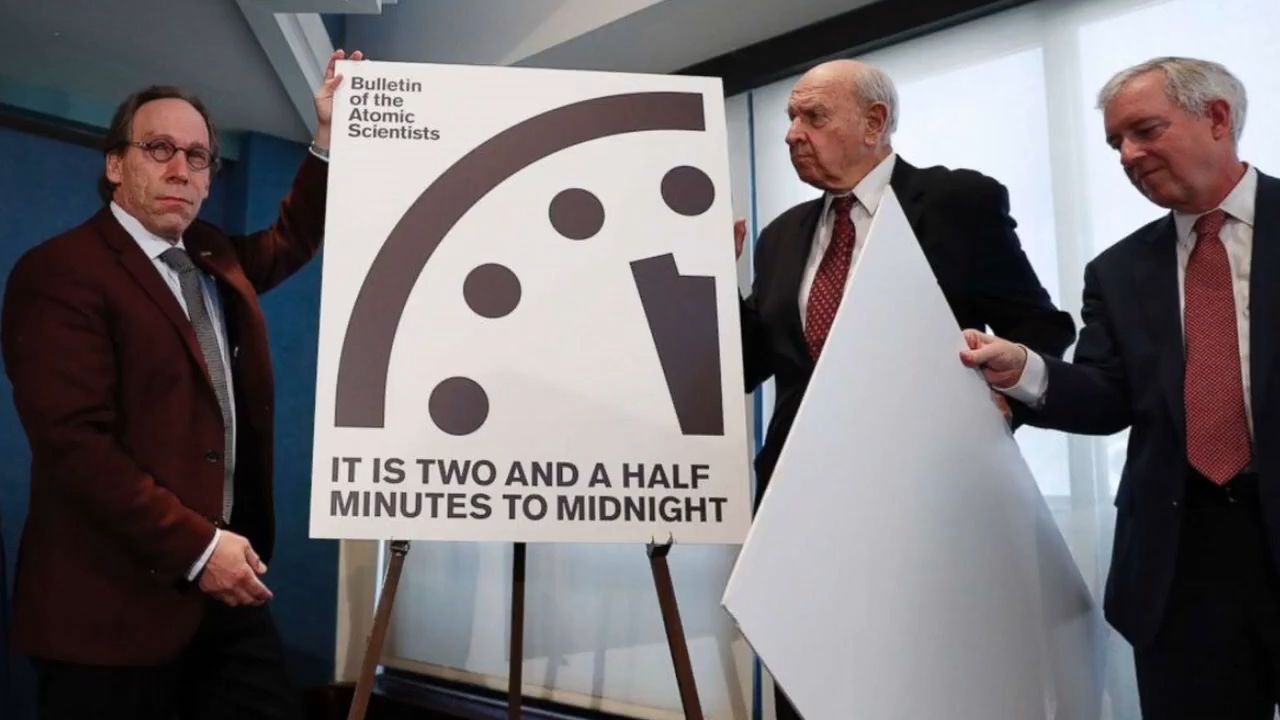 Bulletin
of the
Atomic
Scientists
IT IS TWO AND A HALF
MINUTES TO MIDNIGHT